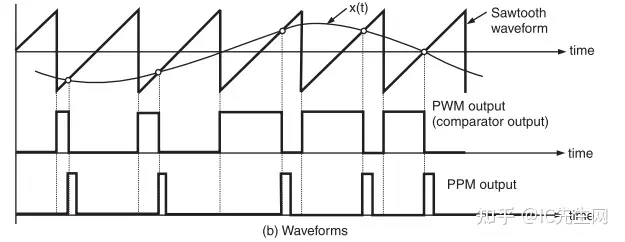 x(t)
Sawtooth
waveform
time
PWM output
(comparator output)
time
PPM output
time
知乎 @IC先生网
(b) Waveforms